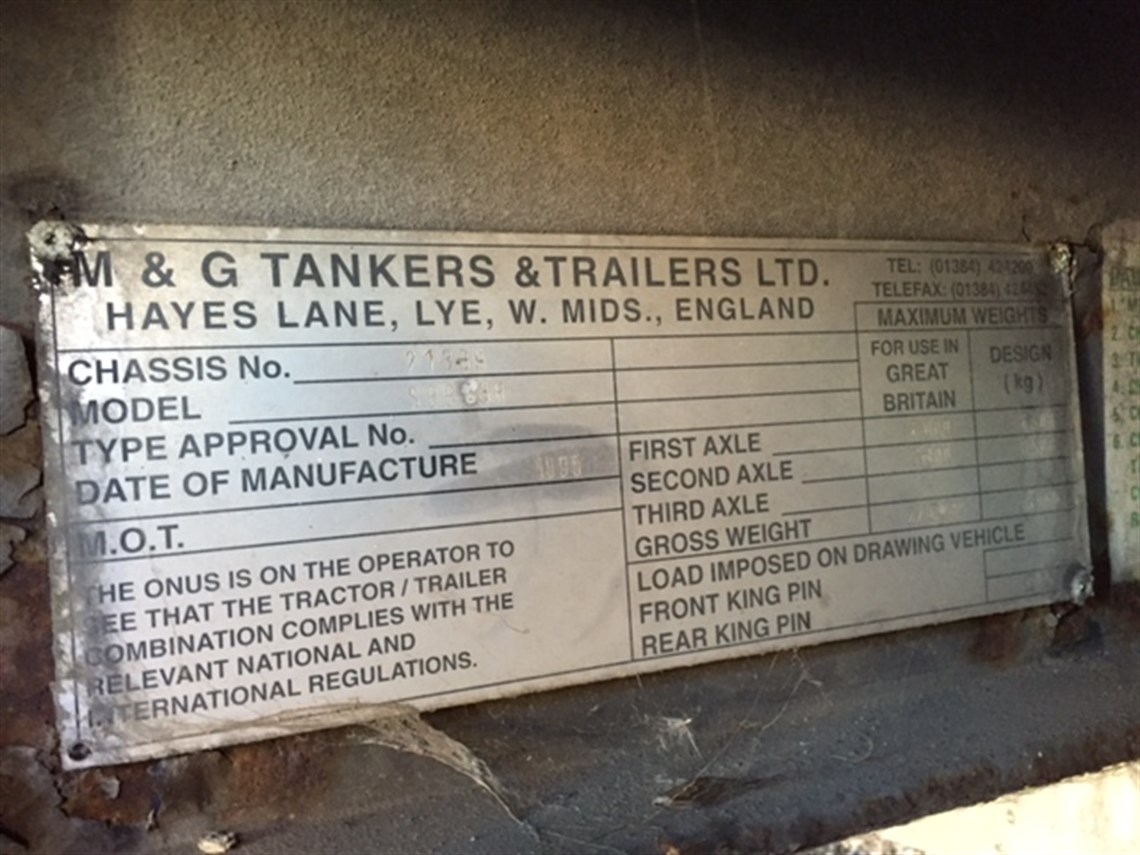 M & G TANKERS & TRAILERS LTD.
HAYES LANE, LYE, W. MIDS., ENGLAND
TEL: (01384)
TELEFAX: (01384)
MAXIMUM WEIGHTS
FOR USE IN
GREAT
BRITAIN
DESIGN
(kg)
CHASSIS No.
MODEL
TYPE APPROVAL No.
DATE OF MANUFACTURE 1995
M.O.T.
THE ONUS IS ON THE OPERATOR TO
SEE THAT THE TRACTOR / TRAILER
COMBINATION COMPLIES WITH THE
RELEVANT NATIONAL AND
INTERNATIONAL REGULATIONS.
FIRST AXLE
SECOND AXLE
THIRD AXLE
GROSS WEIGHT
LOAD IMPOSED ON DRAWING VEHICLE
FRONT KING PIN
REAR KING PIN